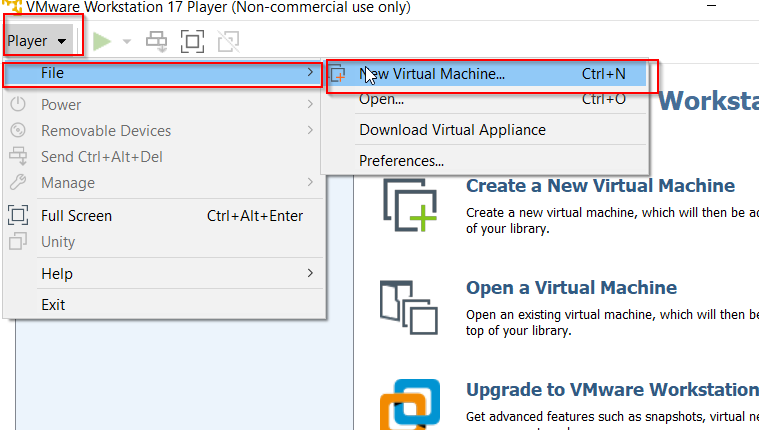 VMware Workstation 17 Player (Non-commercial use only)
Player
File
New Virtual Machine... Ctrl+N
Power
Open... Ctrl+O
Removable Devices
Download Virtual Appliance
Send Ctrl+Alt+Del
Preferences...
Manage
Full Screen Ctrl+Alt+Enter
Unity
Help
Exit
Create a New Virtual Machine
Create a new virtual machine, which will then be
of your library.
Open a Virtual Machine
Open an existing virtual machine, which will then be
top of your library.
Upgrade to VMware Workstation
Get advanced features such as snapshots, virtual